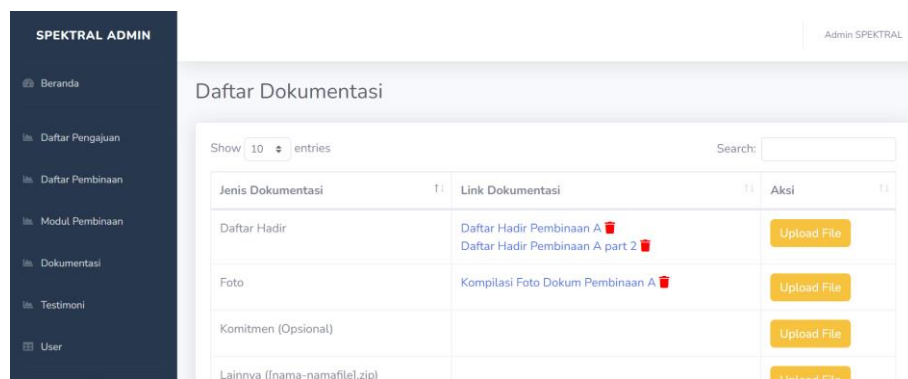 SPEKTRAL ADMIN
Admin SPEKTRAL
Beranda
Daftar Pengajuan
Daftar Pembinaan
Modul Pembinaan
Dokumentasi
Testimoni
User
Daftar Dokumentasi
Show 10 entries
Search:
Jenis Dokumentasi Link Dokumentasi Aksi
Daftar Hadir Daftar Hadir Pembinaan A Upload File
Daftar Hadir Pembinaan A part 2
Foto Kompilasi Foto Dokum Pembinaan A Upload File
Komitmen (Opsional) Upload File
Lainnya ([nama-namafile].zip) Upload File